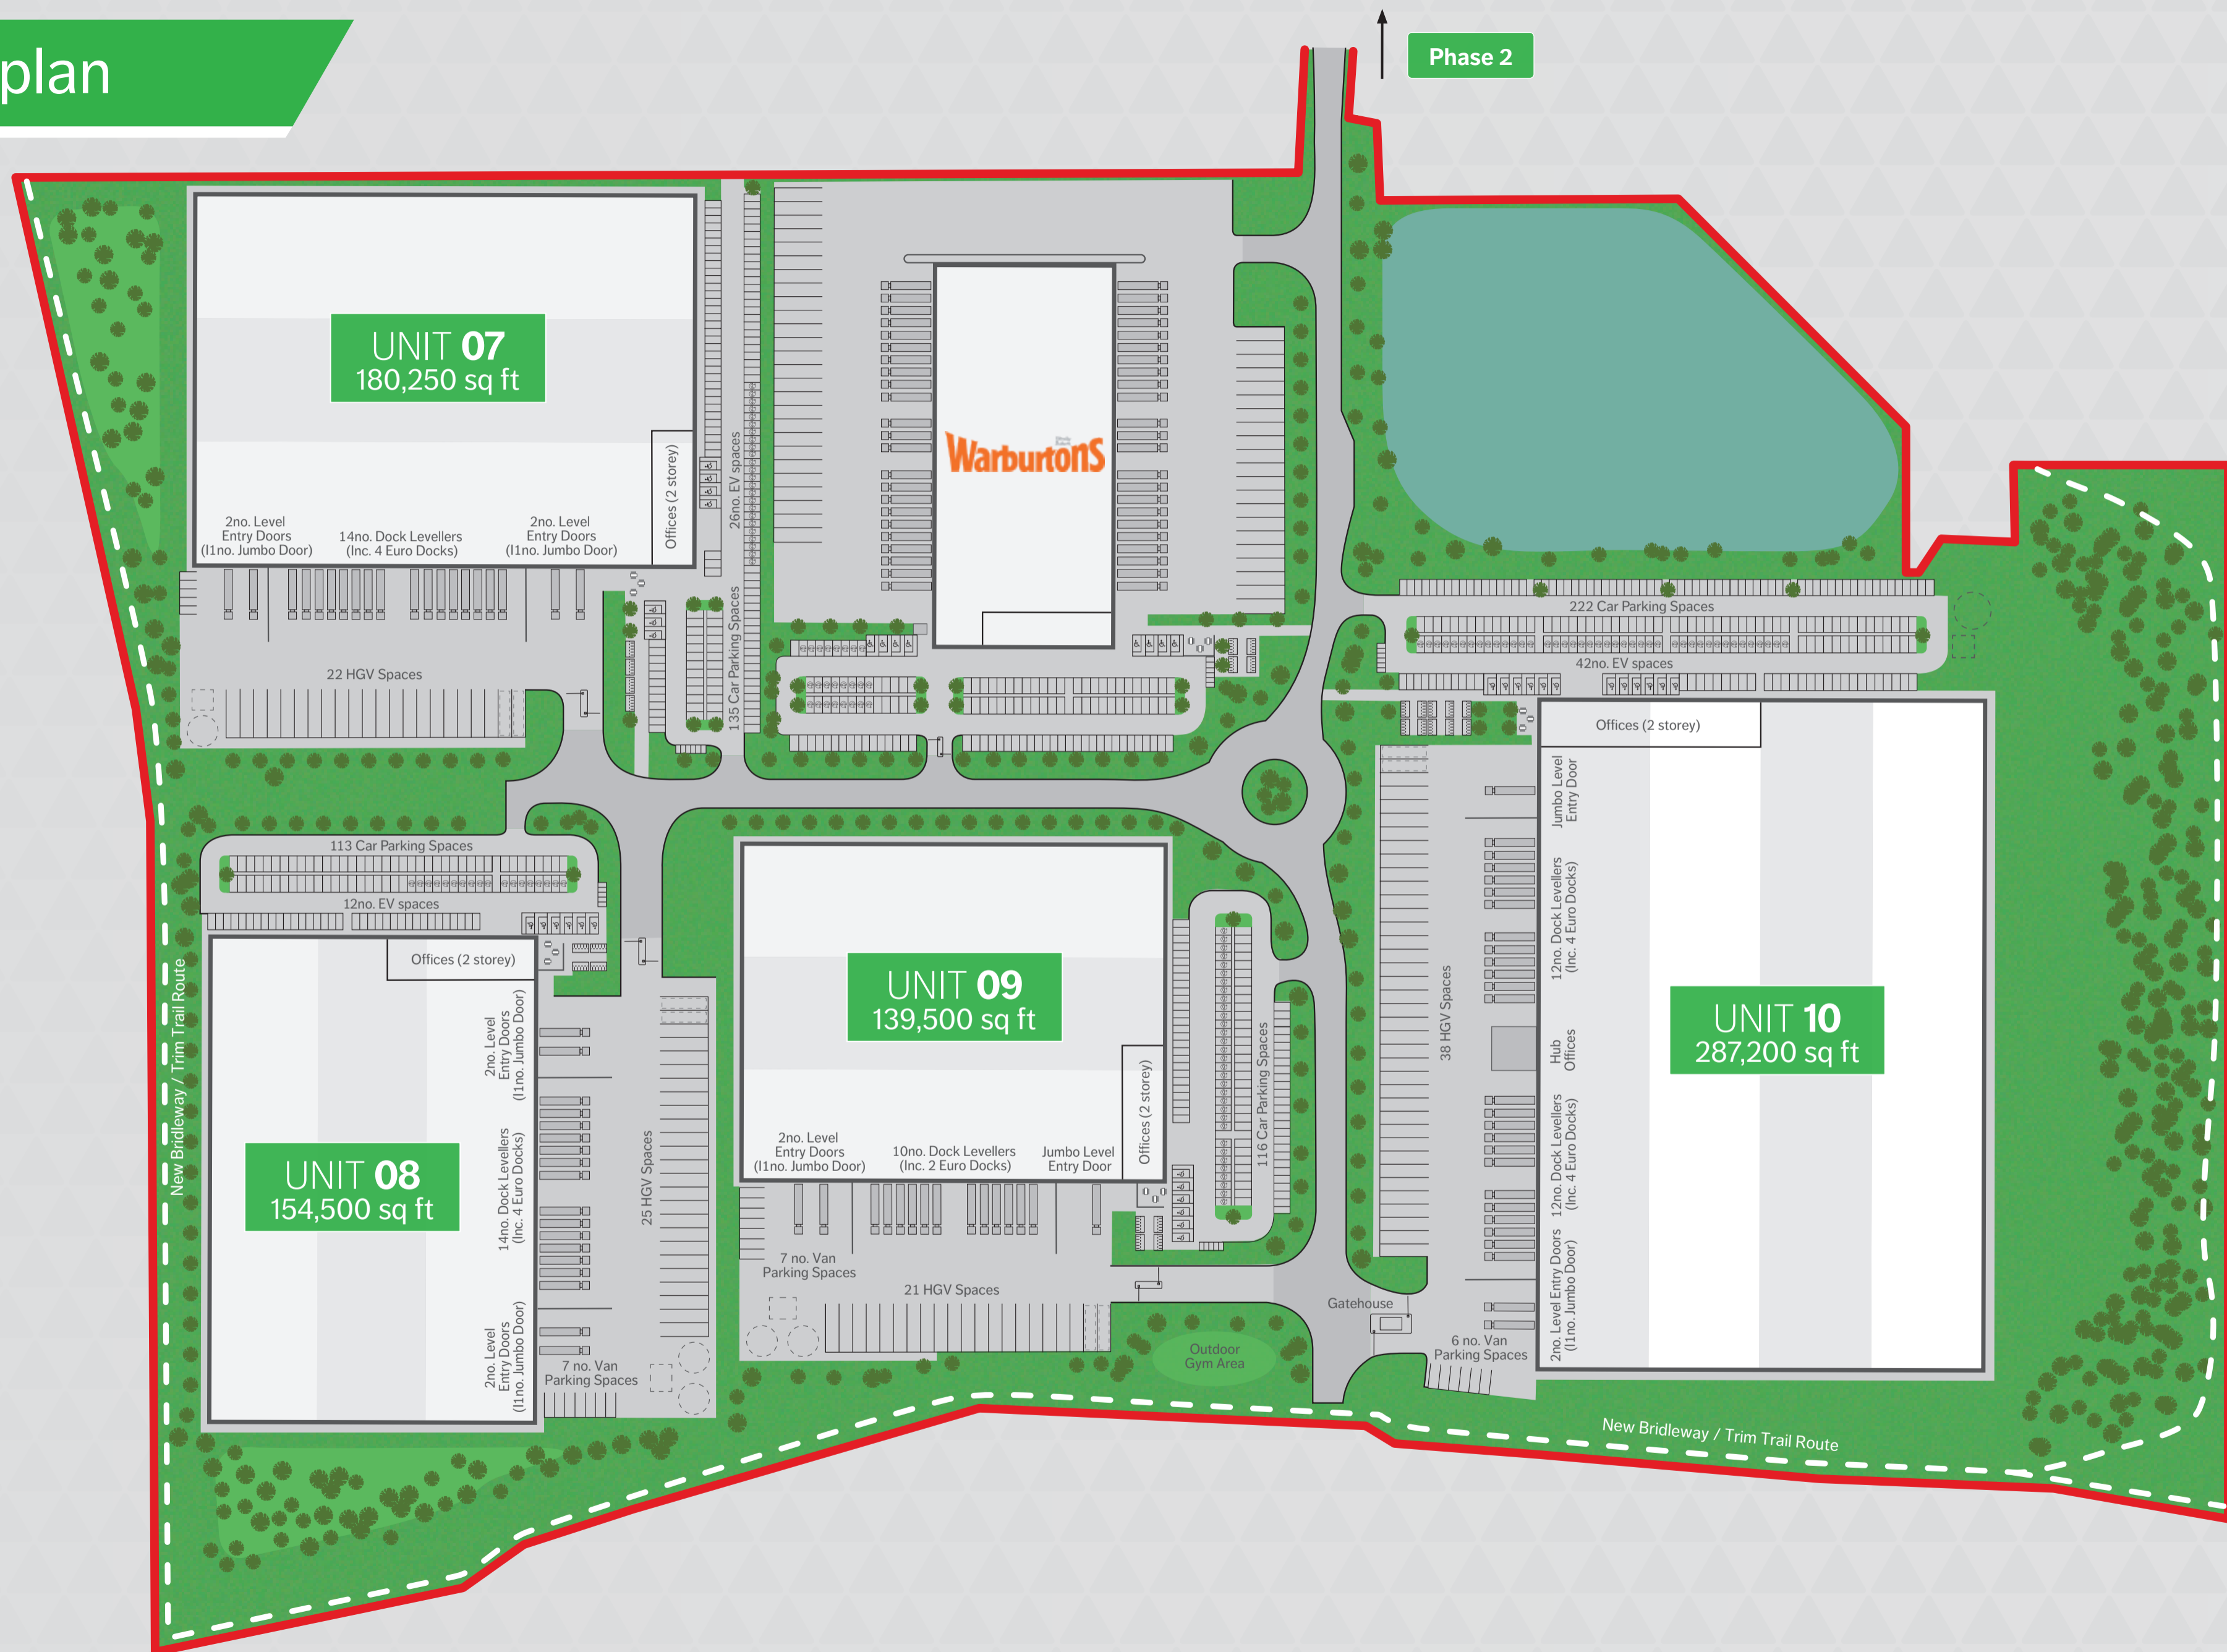 plan
Phase 2
UNIT 07
180,250 sq ft
Offices (2 storey)
2no. Level
Entry Doors
(I1no. Jumbo Door)
14no. Dock Levellers
(Inc. 4 Euro Docks)
2no. Level
Entry Doors
(I1no. Jumbo Door)
22 HGV Spaces
26no. EV spaces
135 Car Parking Spaces
Warburtons
222 Car Parking Spaces
42no. EV spaces
113 Car Parking Spaces
12no. EV spaces
Offices (2 storey)
UNIT 08
154,500 sq ft
2no. Level
Entry Doors
(I1no. Jumbo Door)
14no. Dock Levellers
(Inc. 4 Euro Docks)
2no. Level
Entry Doors
(I1no. Jumbo Door)
25 HGV Spaces
7 no. Van
Parking Spaces
New Bridleway / Trim Trail Route
UNIT 09
139,500 sq ft
Offices (2 storey)
2no. Level
Entry Doors
(I1no. Jumbo Door)
10no. Dock Levellers
(Inc. 2 Euro Docks)
Jumbo Level
Entry Door
116 Car Parking Spaces
7 no. Van
Parking Spaces
21 HGV Spaces
Outdoor
Gym Area
Offices (2 storey)
UNIT 10
287,200 sq ft
Jumbo Level
Entry Door
12no. Dock Levellers
(Inc. 4 Euro Docks)
Hub
Offices
12no. Dock Levellers
(Inc. 4 Euro Docks)
2no. Level Entry Doors
(I1no. Jumbo Door)
38 HGV Spaces
Gatehouse
6 no. Van
Parking Spaces
New Bridleway / Trim Trail Route